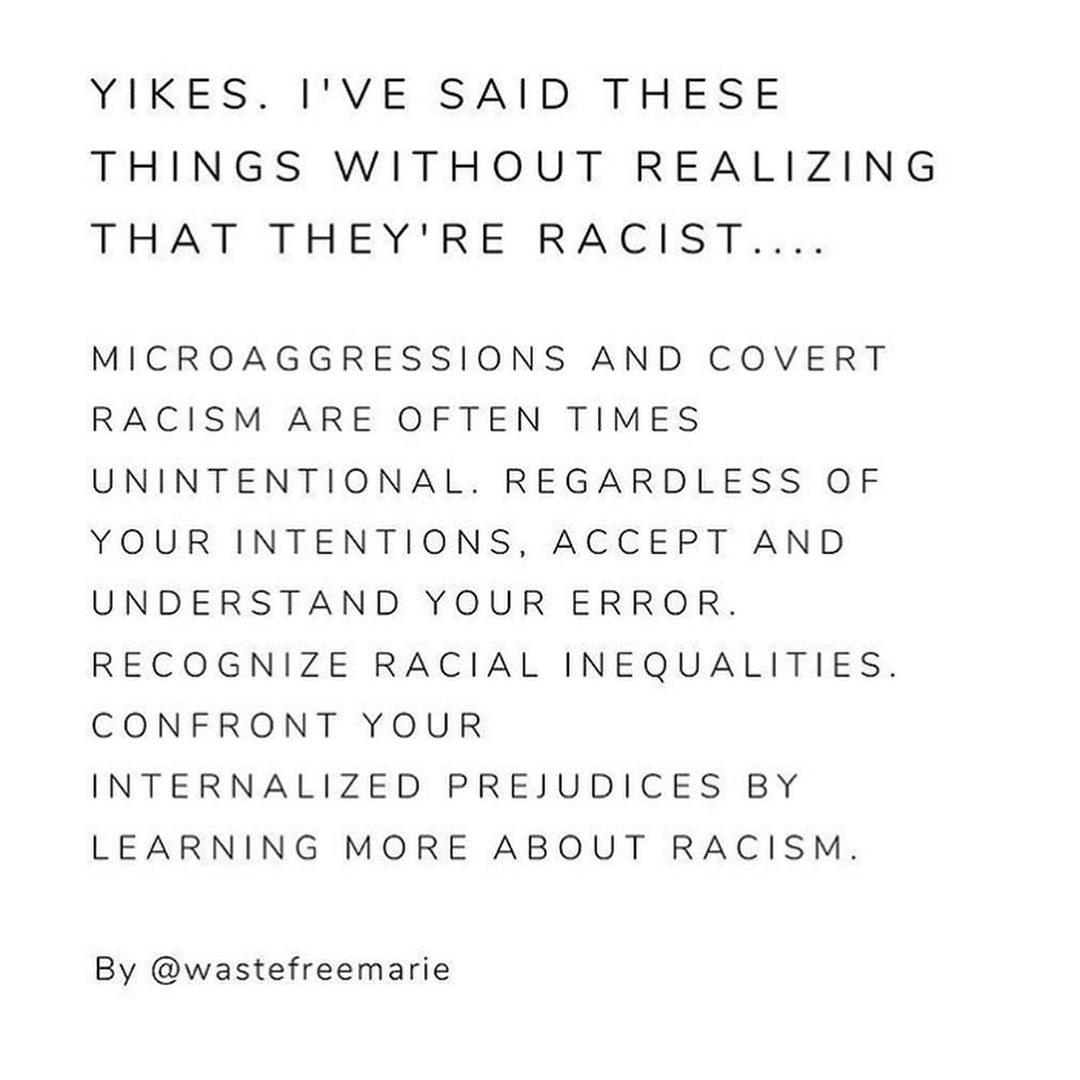 YIKES. I'VE SAID THESE
THINGS WITHOUT REALIZING
THAT THEY'RE RACIST....
MICROAGGRESSIONS AND COVERT
RACISM ARE OFTEN TIMES
UNINTENTIONAL. REGARDLESS OF
YOUR INTENTIONS, ACCEPT AND
UNDERSTAND YOUR ERROR.
RECOGNIZE RACIAL INEQUALITIES.
CONFRONT YOUR
INTERNALIZED PREJUDICES BY
LEARNING MORE ABOUT RACISM.
By @wastefreemarie